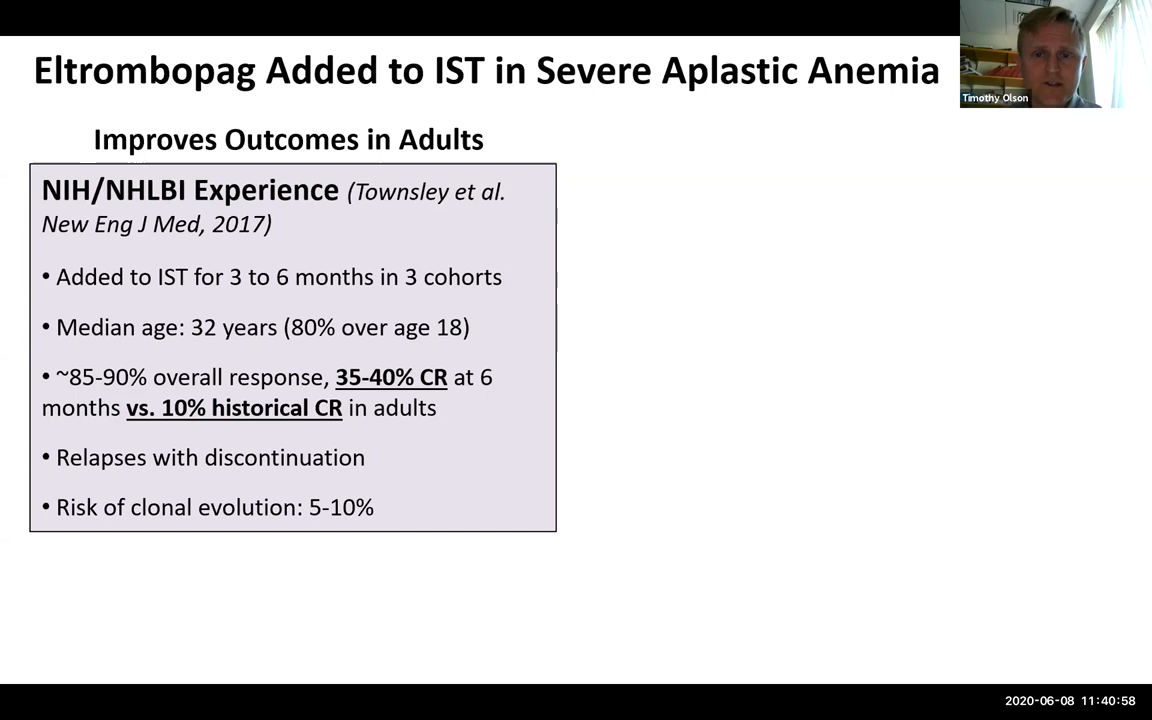 Eltrombopag Added to IST in Severe Aplastic Anemia
Timothy Olson
Improves Outcomes in Adults
NIH/NHLBI Experience (Townsley et al.
New Eng J Med, 2017)
• Added to IST for 3 to 6 months in 3 cohorts
• Median age: 32 years (80% over age 18)
• ~85-90% overall response, 35-40% CR at 6
months vs. 10% historical CR in adults
• Relapses with discontinuation
• Risk of clonal evolution: 5-10%
2020-06-08 11:40:58